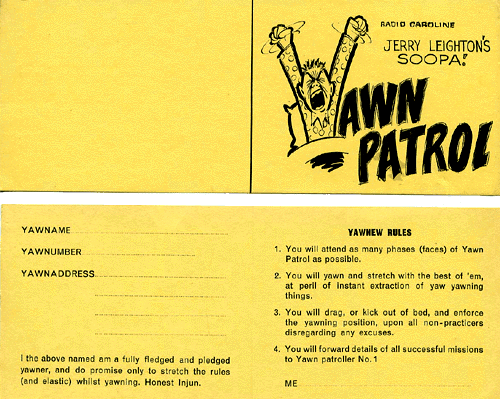 RADIO CAROLINE
JERRY LEIGHTON'S
SOOPA!
YAWN
PATROL
YAWNAME
YAWNUMBER
YAWNADDRESS
I the above named am a fully fledged and pledged
yawner, and do promise only to stretch the rules
(and elastic) whilst yawning. Honest Injun.
YAWNEW RULES
1. You will attend as many phases (faces) of Yawn
Patrol as possible.
2. You will yawn and stretch with the best of 'em,
at peril of instant extraction of yaw yawning
things.
3. You will drag, or kick out of bed, and enforce
the yawning position, upon all non-practicers
disregarding any excuses.
4. You will forward details of all successful missions
to Yawn patroller No. 1
ME